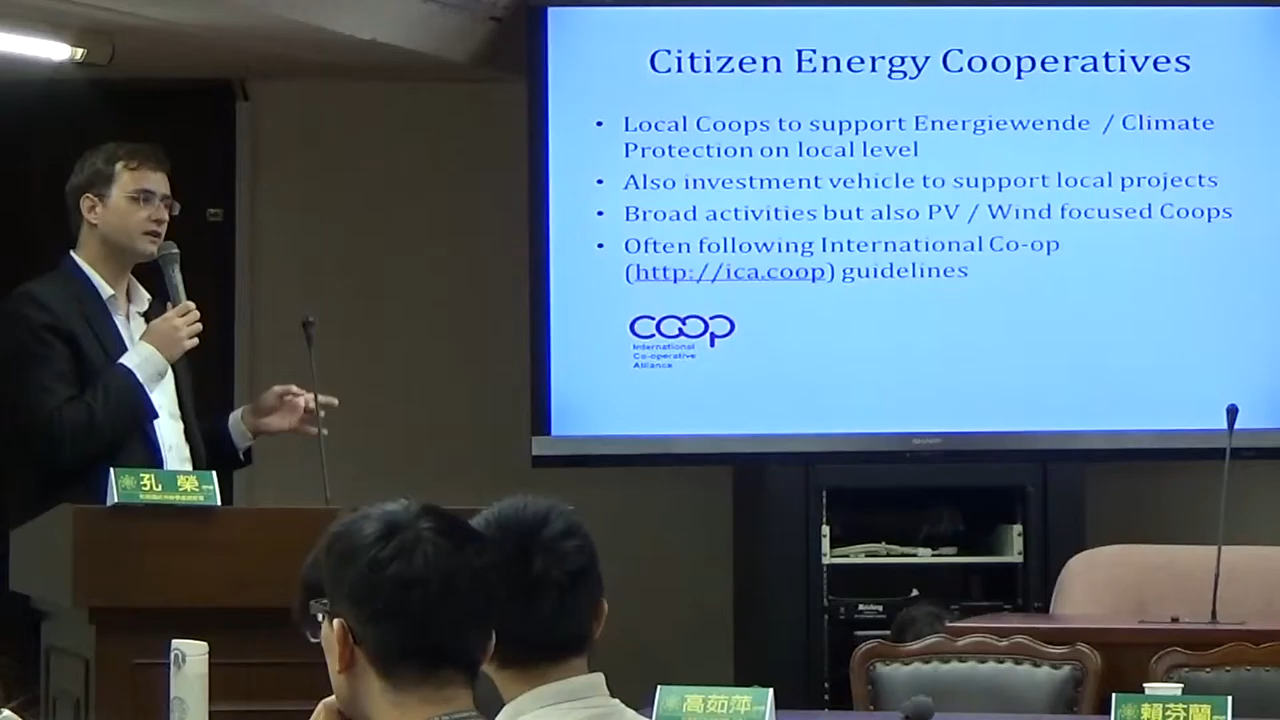 Citizen Energy Cooperatives
• Local Coops to support Energiewende / Climate
Protection on local level
• Also investment vehicle to support local projects
• Broad activities but also PV / Wind focused Coops
• Often following International Co-op
(http://ica.coop) guidelines
coop
International
Co-operative
Alliance
SHARP
孔 榮
高茹萍
賴芬蘭